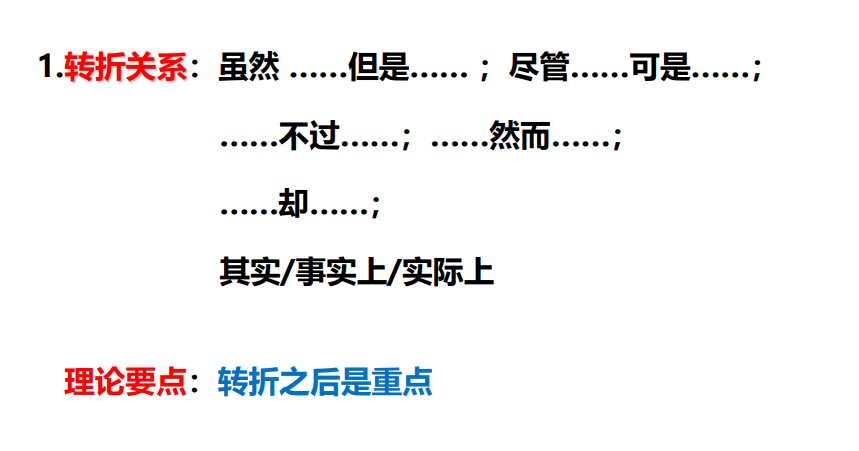 1.转折关系：虽然 ……但是…… ；尽管……可是……；
……不过……；……然而……；
……却……；
其实/事实上/实际上
理论要点：转折之后是重点